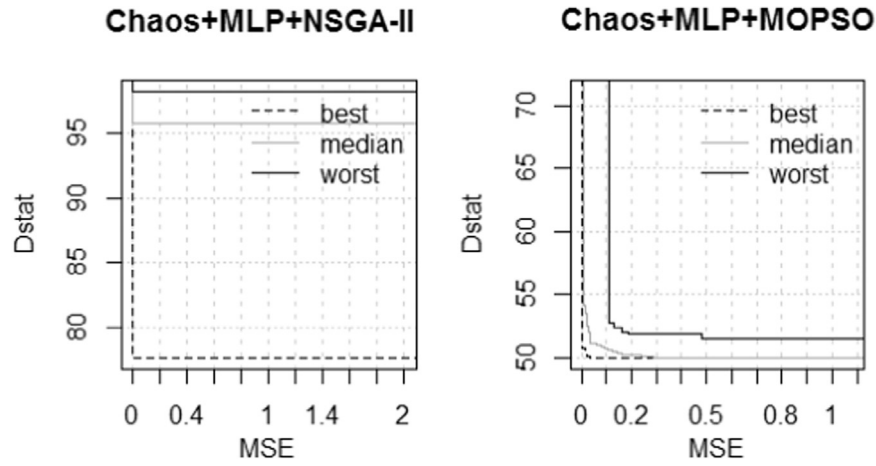 Chaos+MLP+NSGA-II
Dstat
95
90
85
80
best
median
worst
0 0.4 1 1.4 2
MSE
Chaos+MLP+MOPSO
Dstat
70
65
60
55
50
best
median
worst
0 0.2 0.5 0.8 1
MSE